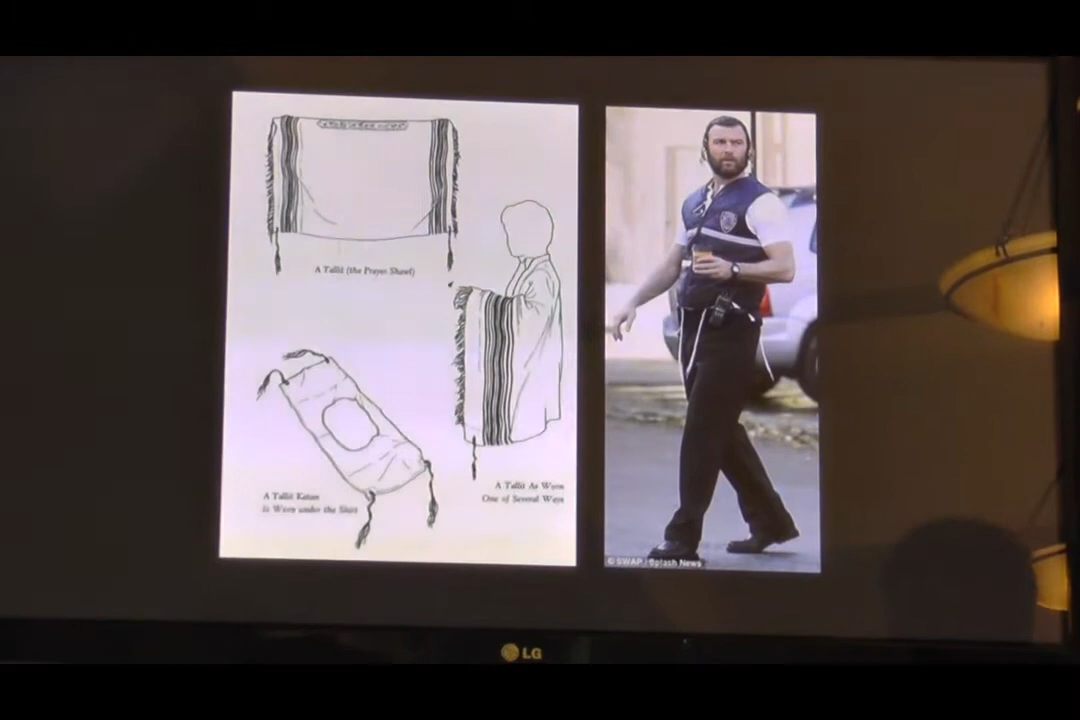 A Tallit (the Prayer Shawl)
A Tallit As Worn
One of Several Ways
A Tallit Katan
Is Worn under the Shirt
© SWAP / Splash News
LG